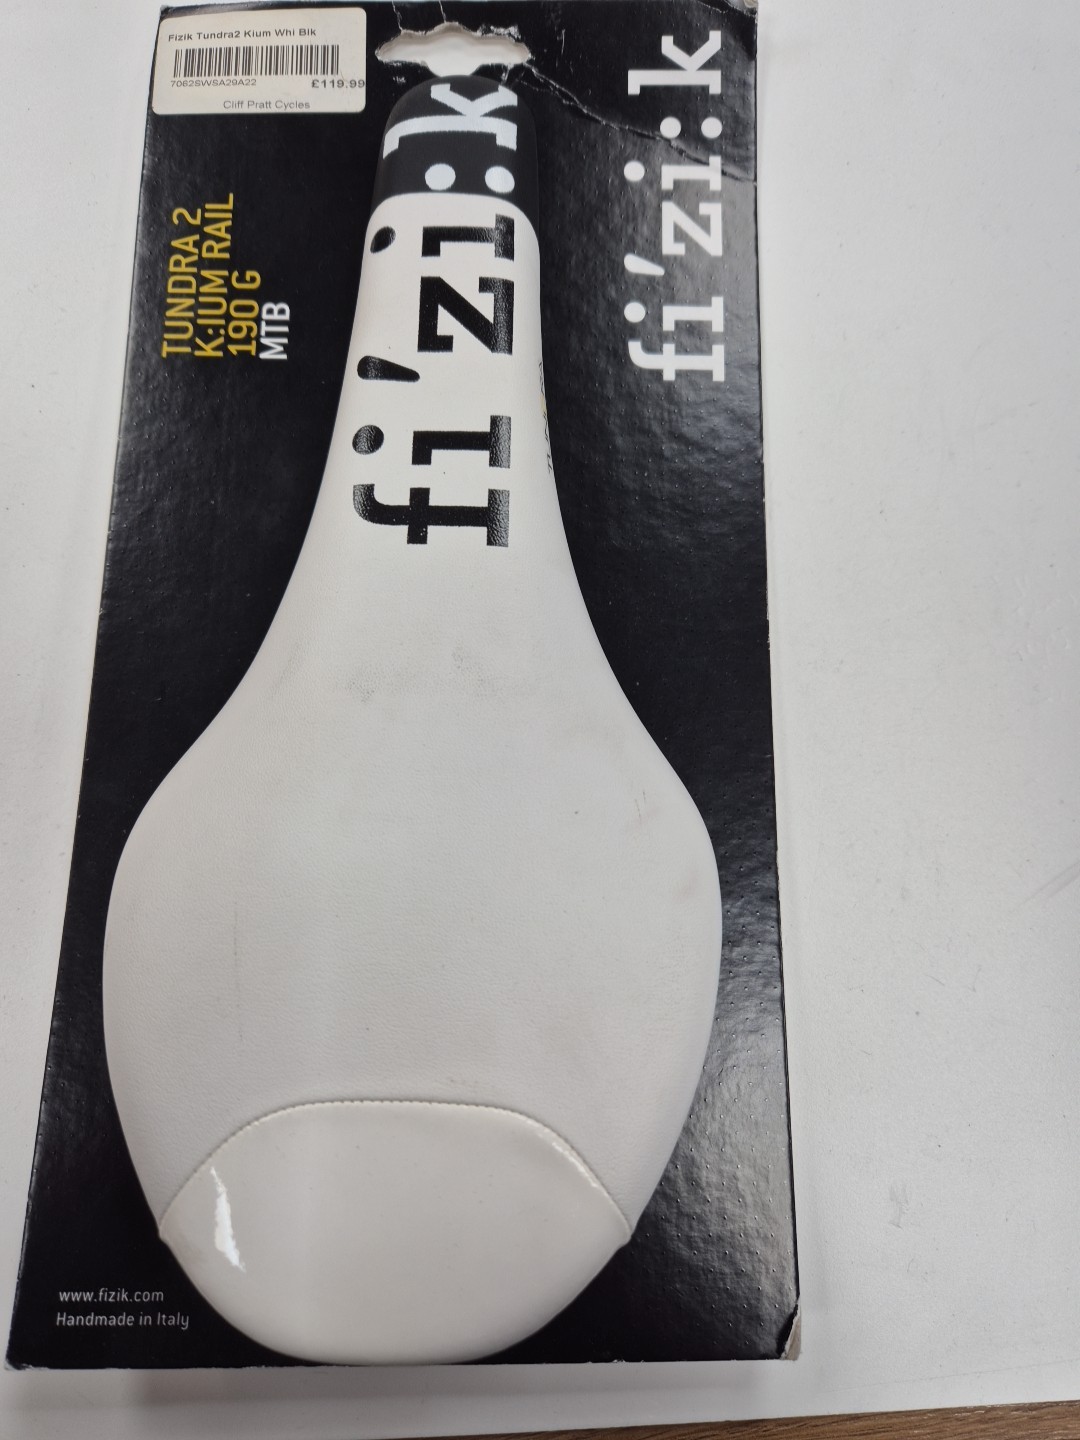 Fizik Tundra2 Kium Whi Blk
7062SWSA29A22
£119.99
Cliff Pratt Cycles
TUNDRA 2
K:IUM RAIL
190 G
MTB
fi'zi:k
fi'zi:k
www.fizik.com
Handmade in Italy